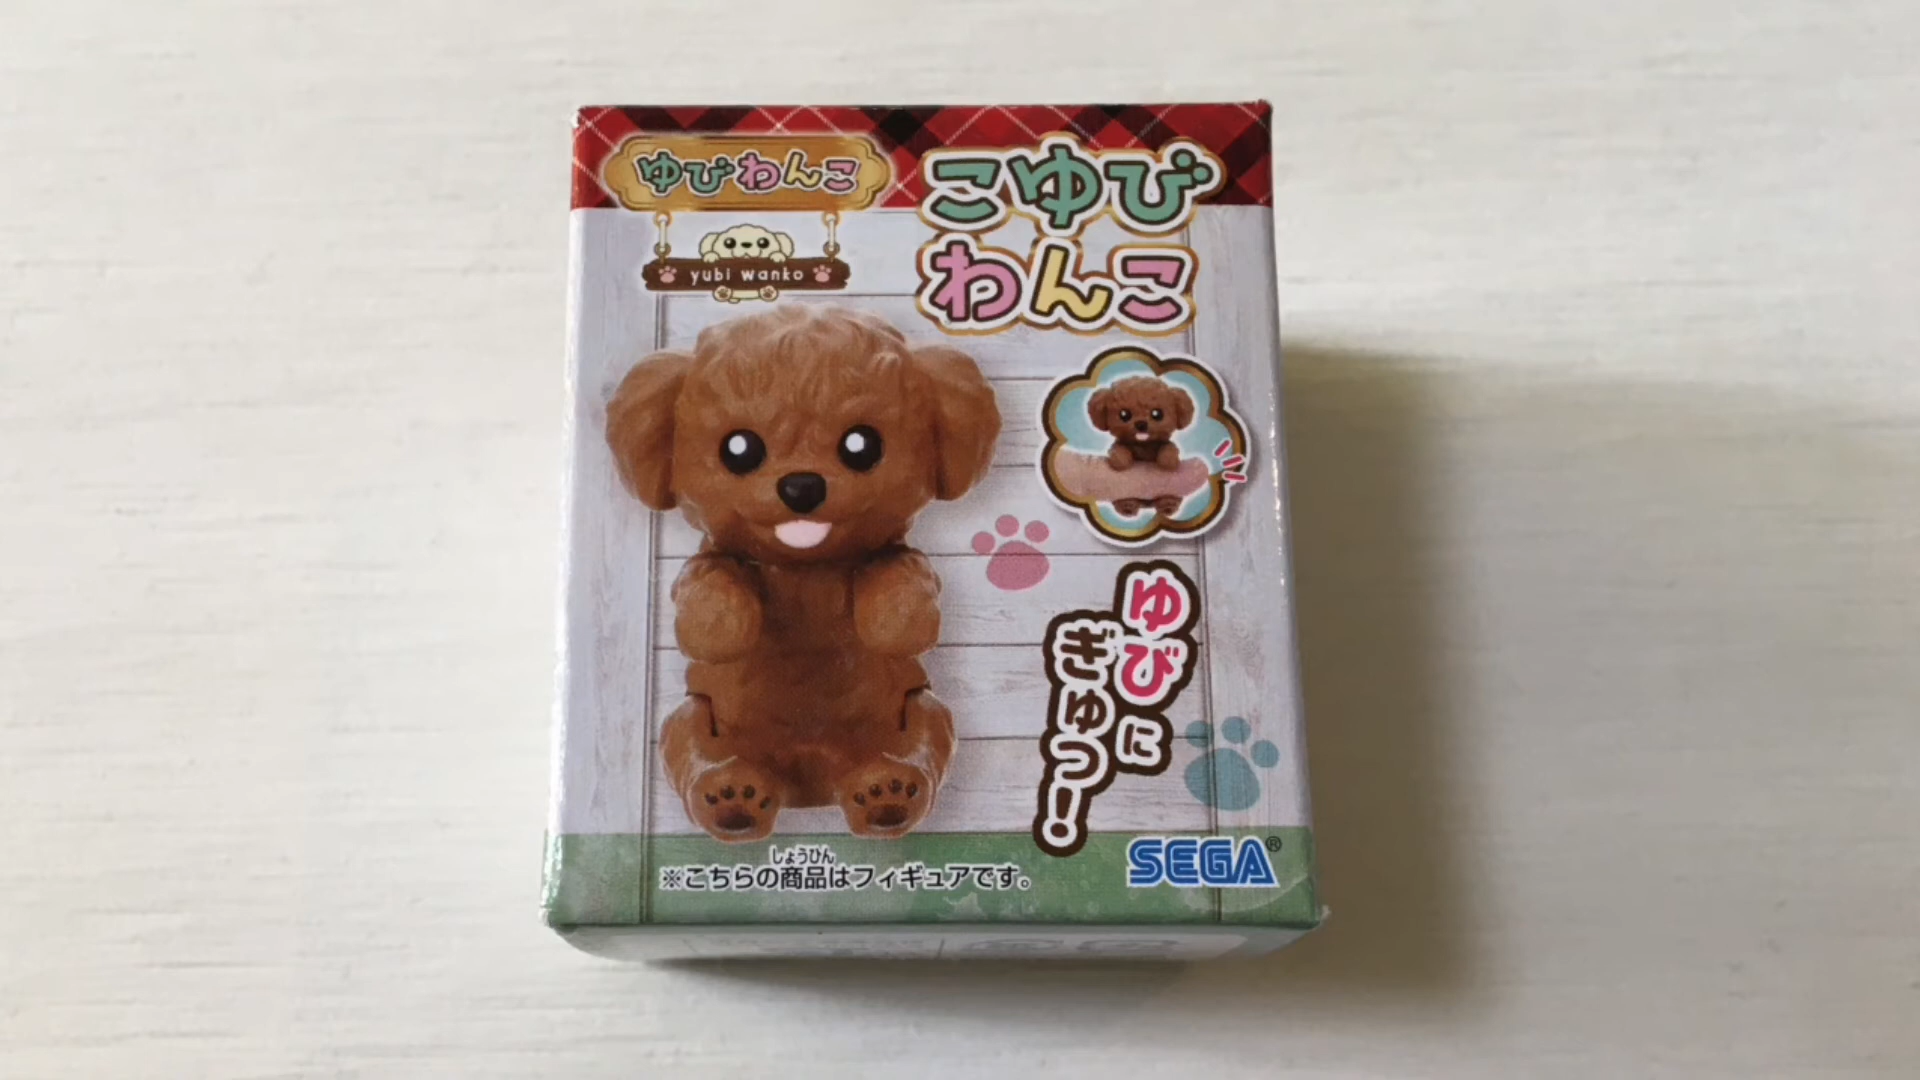 ゆびわんこ
yubi wanko
こゆび
わんこ
ゆびに
ぎゅっ!
しょうひん
※こちらの商品はフィギュアです。
SEGA®